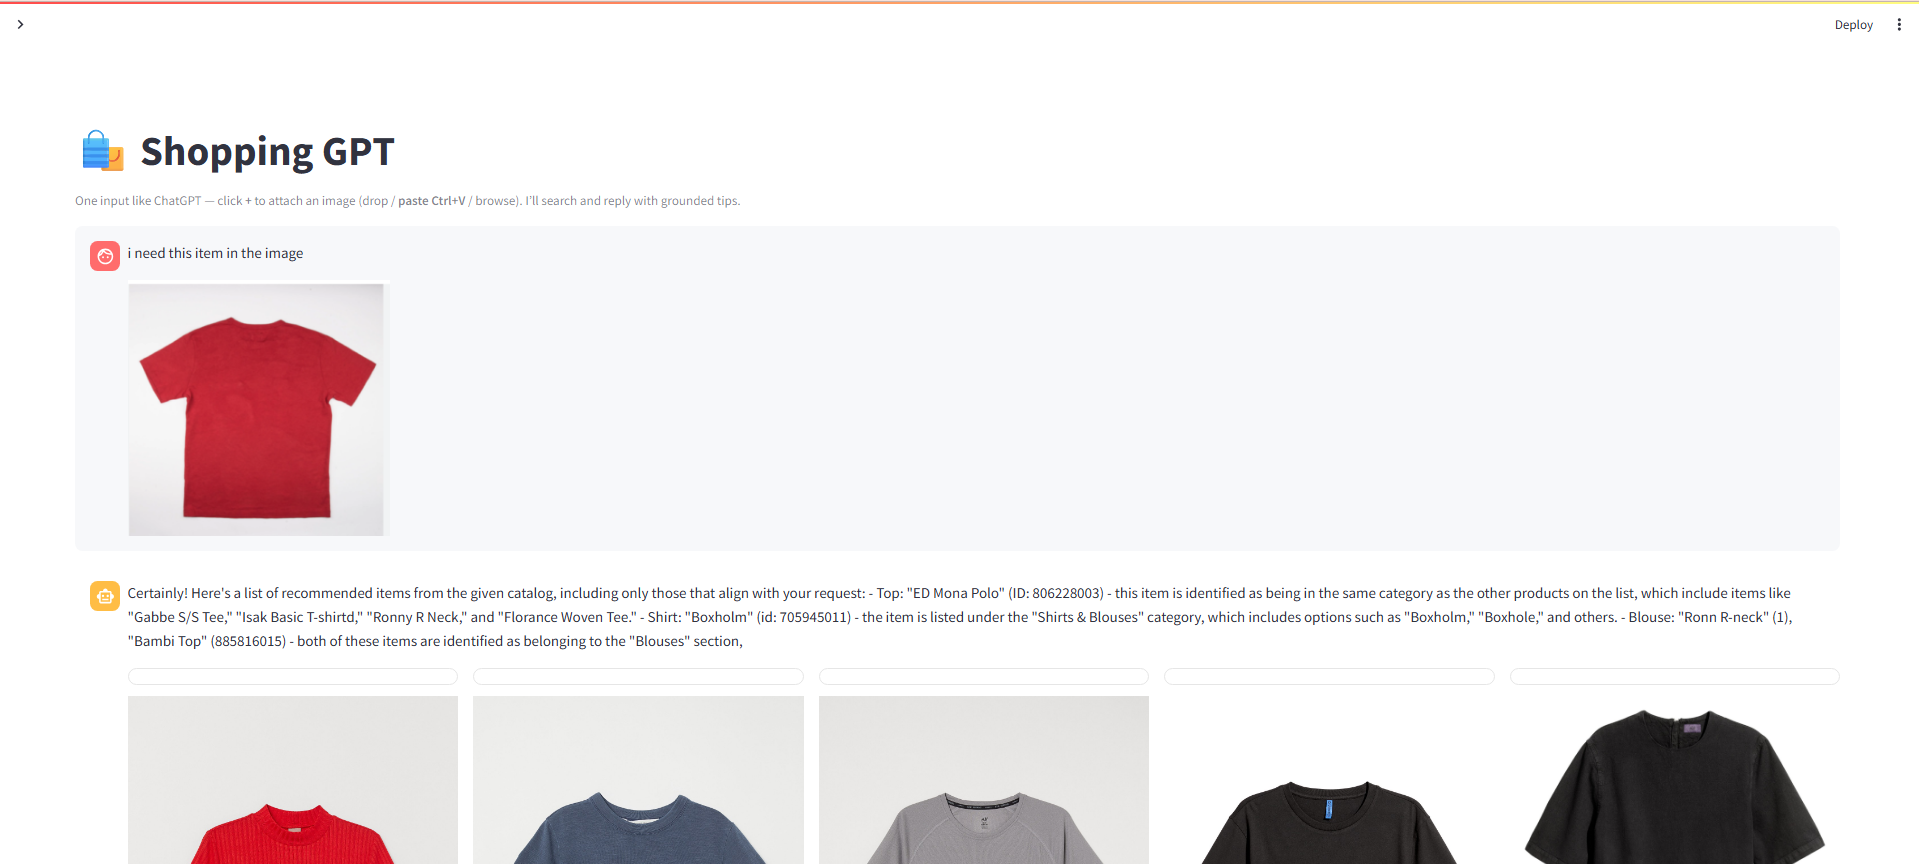 Deploy
Shopping GPT
One input like ChatGPT — click + to attach an image (drop / paste Ctrl+V / browse). I'll search and reply with grounded tips.
i need this item in the image
Certainly! Here's a list of recommended items from the given catalog, including only those that align with your request: - Top: "ED Mona Polo" (ID: 806228003) - this item is identified as being in the same category as the other products on the list, which include items like
"Gabbe S/S Tee," "Isak Basic T-shirtd," "Ronny R Neck," and "Florance Woven Tee." - Shirt: "Boxholm" (id: 705945011) - the item is listed under the "Shirts & Blouses" category, which includes options such as "Boxholm," "Boxhole," and others. - Blouse: "Ronn R-neck" (1),
"Bambi Top" (885816015) - both of these items are identified as belonging to the "Blouses" section,